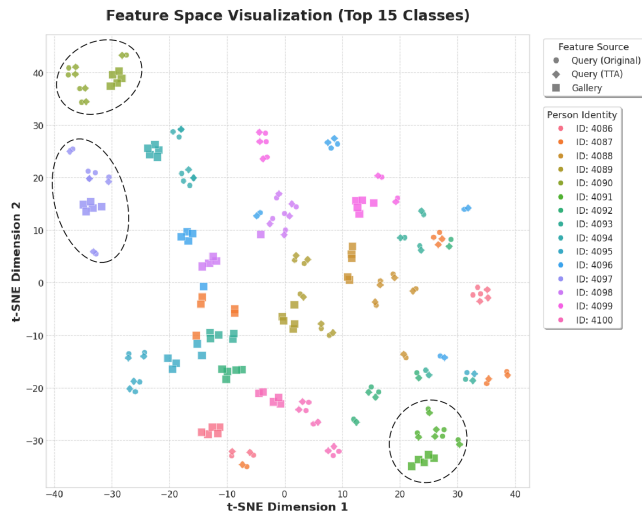 Feature Space Visualization (Top 15 Classes)
t-SNE Dimension 2
40
30
20
10
0
−10
−20
−30
−40 −30 −20 −10 0 10 20 30 40
t-SNE Dimension 1
Feature Source
Query (Original)
Query (TTA)
Gallery
Person Identity
ID: 4086
ID: 4087
ID: 4088
ID: 4089
ID: 4090
ID: 4091
ID: 4092
ID: 4093
ID: 4094
ID: 4095
ID: 4096
ID: 4097
ID: 4098
ID: 4099
ID: 4100